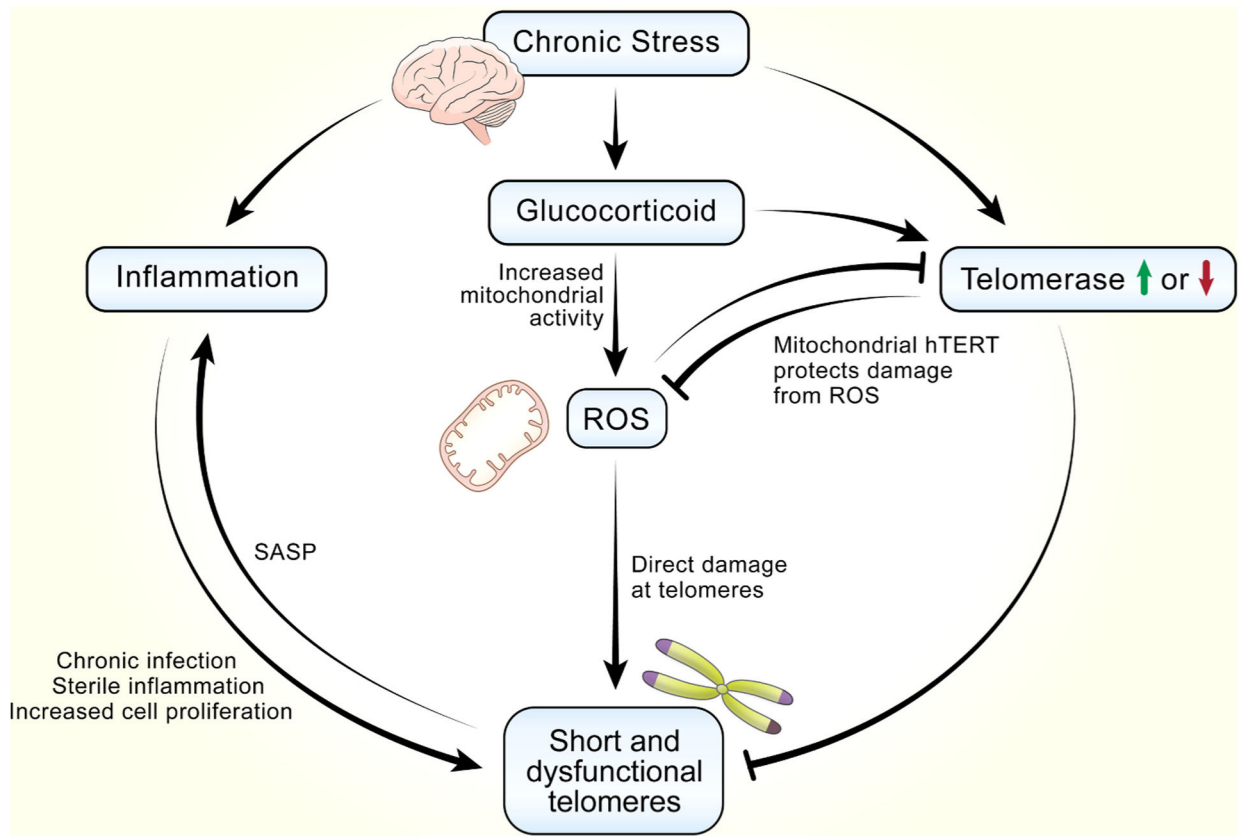 Chronic Stress
Glucocorticoid
Inflammation
Increased
mitochondrial
activity
Telomerase or
Mitochondrial hTERT
protects damage
from ROS
ROS
SASP
Direct damage
at telomeres
Chronic infection
Sterile inflammation
Increased cell proliferation
Short and
dysfunctional
telomeres